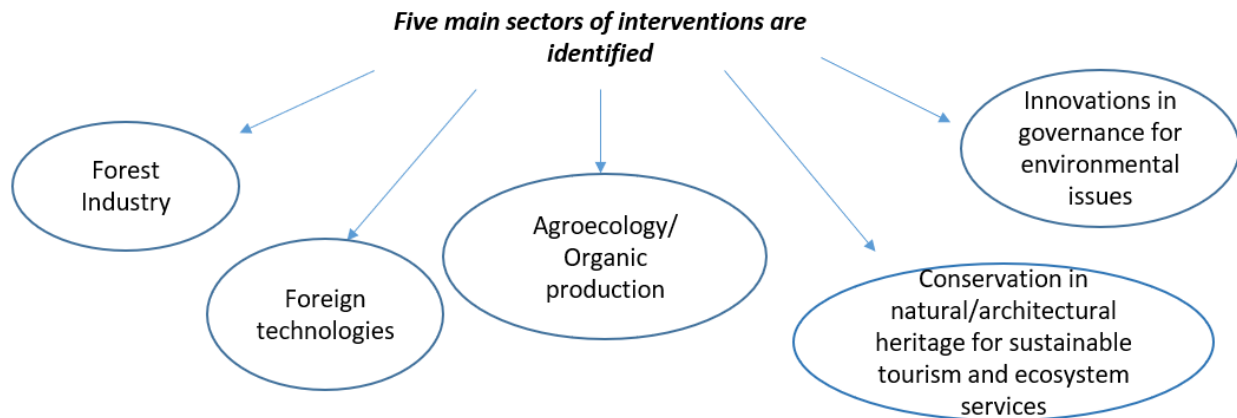 Five main sectors of interventions are
identified
Forest
Industry
Foreign
technologies
Agroecology/
Organic
production
Conservation in
natural/architectural
heritage for sustainable
tourism and ecosystem
services
Innovations in
governance for
environmental
issues